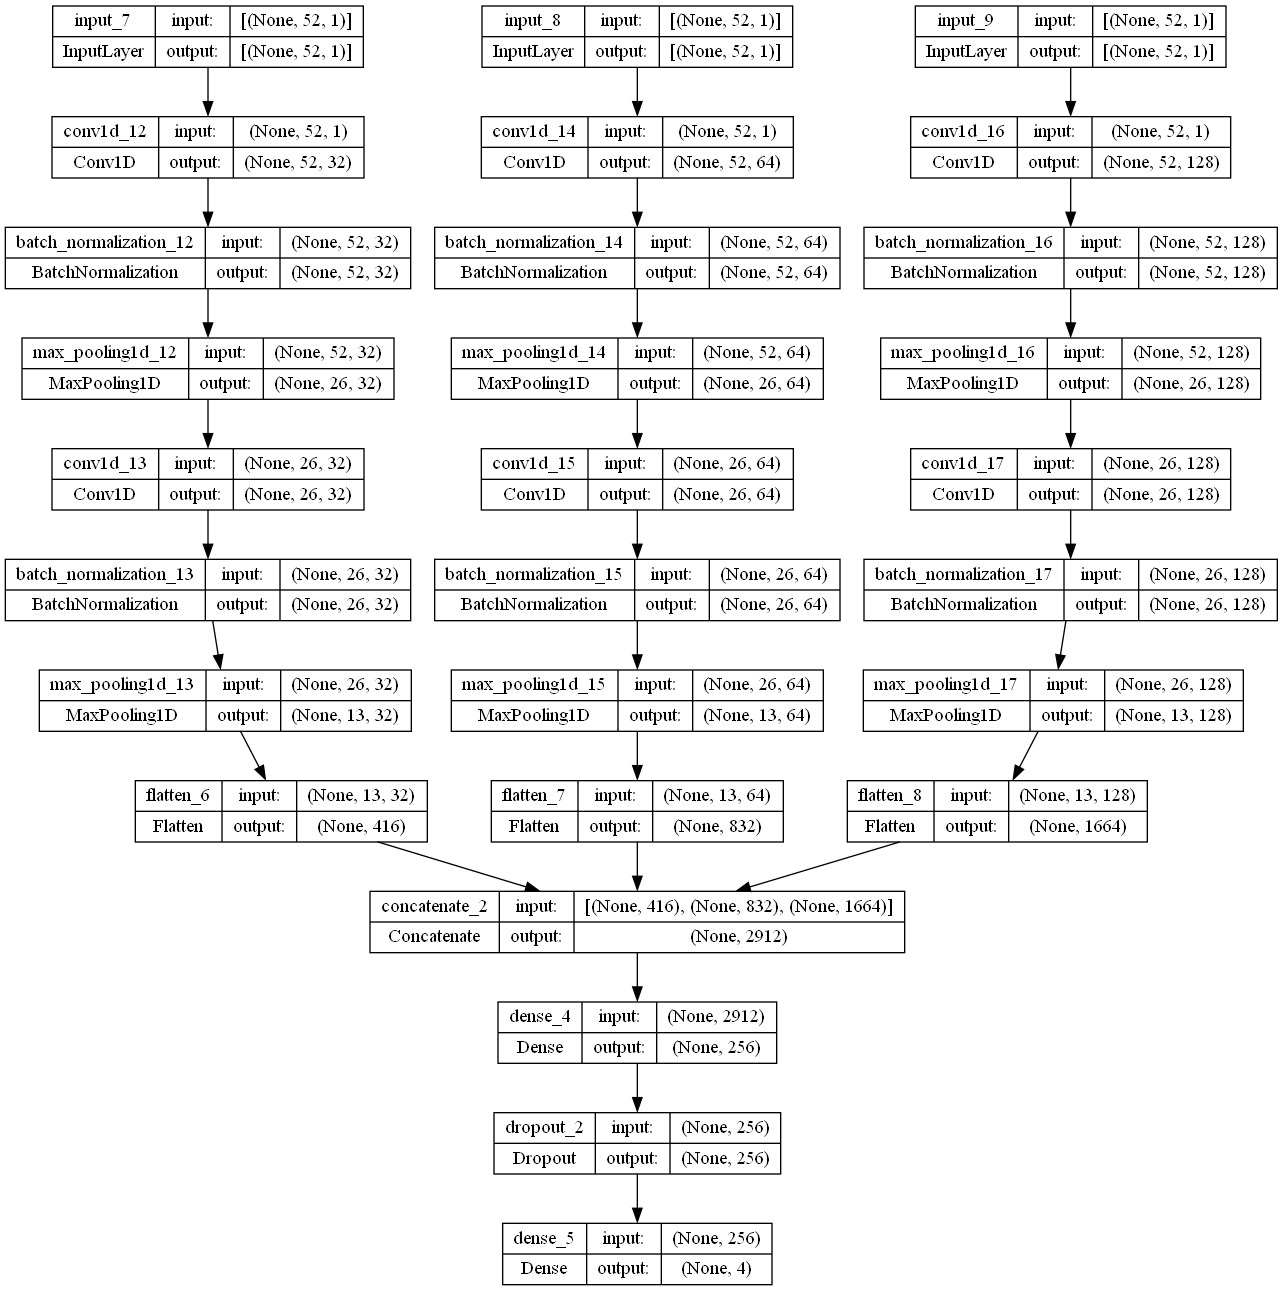 input_7 input: [(None, 52, 1)]
InputLayer output: [(None, 52, 1)]
input_8 input: [(None, 52, 1)]
InputLayer output: [(None, 52, 1)]
input_9 input: [(None, 52, 1)]
InputLayer output: [(None, 52, 1)]
conv1d_12 input: (None, 52, 1)
Conv1D output: (None, 52, 32)
conv1d_14 input: (None, 52, 1)
Conv1D output: (None, 52, 64)
conv1d_16 input: (None, 52, 1)
Conv1D output: (None, 52, 128)
batch_normalization_12 input: (None, 52, 32)
BatchNormalization output: (None, 52, 32)
batch_normalization_14 input: (None, 52, 64)
BatchNormalization output: (None, 52, 64)
batch_normalization_16 input: (None, 52, 128)
BatchNormalization output: (None, 52, 128)
max_pooling1d_12 input: (None, 52, 32)
MaxPooling1D output: (None, 26, 32)
max_pooling1d_14 input: (None, 52, 64)
MaxPooling1D output: (None, 26, 64)
max_pooling1d_16 input: (None, 52, 128)
MaxPooling1D output: (None, 26, 128)
conv1d_13 input: (None, 26, 32)
Conv1D output: (None, 26, 32)
conv1d_15 input: (None, 26, 64)
Conv1D output: (None, 26, 64)
conv1d_17 input: (None, 26, 128)
Conv1D output: (None, 26, 128)
batch_normalization_13 input: (None, 26, 32)
BatchNormalization output: (None, 26, 32)
batch_normalization_15 input: (None, 26, 64)
BatchNormalization output: (None, 26, 64)
batch_normalization_17 input: (None, 26, 128)
BatchNormalization output: (None, 26, 128)
max_pooling1d_13 input: (None, 26, 32)
MaxPooling1D output: (None, 13, 32)
max_pooling1d_15 input: (None, 26, 64)
MaxPooling1D output: (None, 13, 64)
max_pooling1d_17 input: (None, 26, 128)
MaxPooling1D output: (None, 13, 128)
flatten_6 input: (None, 13, 32)
Flatten output: (None, 416)
flatten_7 input: (None, 13, 64)
Flatten output: (None, 832)
flatten_8 input: (None, 13, 128)
Flatten output: (None, 1664)
concatenate_2 input: [(None, 416), (None, 832), (None, 1664)]
Concatenate output: (None, 2912)
dense_4 input: (None, 2912)
Dense output: (None, 256)
dropout_2 input: (None, 256)
Dropout output: (None, 256)
dense_5 input: (None, 256)
Dense output: (None, 4)